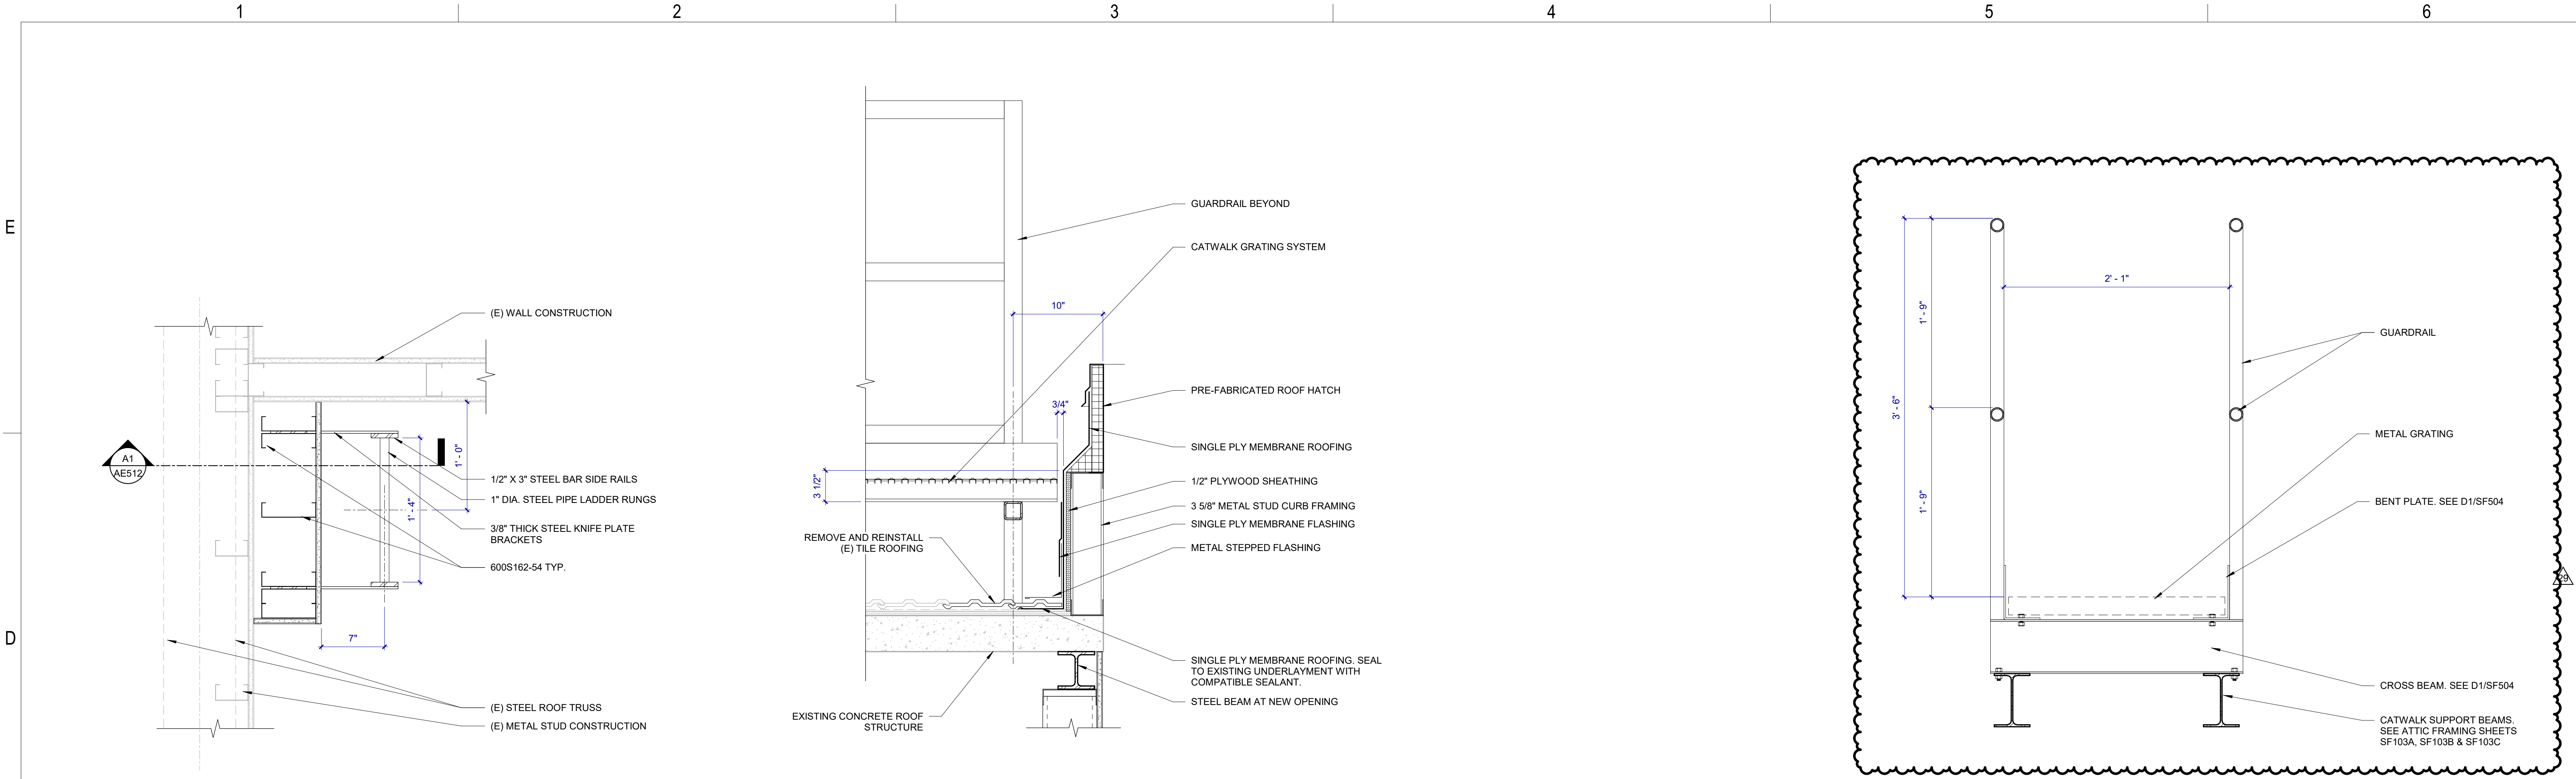 1
2
3
4
5
6
E
D
(E) WALL CONSTRUCTION
A1
AE512
1' - 0"
1' - 4"
7"
1/2" X 3" STEEL BAR SIDE RAILS
1" DIA. STEEL PIPE LADDER RUNGS
3/8" THICK STEEL KNIFE PLATE
BRACKETS
600S162-54 TYP.
(E) STEEL ROOF TRUSS
(E) METAL STUD CONSTRUCTION
GUARDRAIL BEYOND
CATWALK GRATING SYSTEM
10"
3/4"
3 1/2"
PRE-FABRICATED ROOF HATCH
SINGLE PLY MEMBRANE ROOFING
1/2" PLYWOOD SHEATHING
3 5/8" METAL STUD CURB FRAMING
SINGLE PLY MEMBRANE FLASHING
METAL STEPPED FLASHING
REMOVE AND REINSTALL
(E) TILE ROOFING
SINGLE PLY MEMBRANE ROOFING. SEAL
TO EXISTING UNDERLAYMENT WITH
COMPATIBLE SEALANT.
STEEL BEAM AT NEW OPENING
EXISTING CONCRETE ROOF
STRUCTURE
2' - 1"
1' - 9"
3' - 6"
1' - 9"
GUARDRAIL
METAL GRATING
BENT PLATE. SEE D1/SF504
29
CROSS BEAM. SEE D1/SF504
CATWALK SUPPORT BEAMS.
SEE ATTIC FRAMING SHEETS
SF103A, SF103B & SF103C